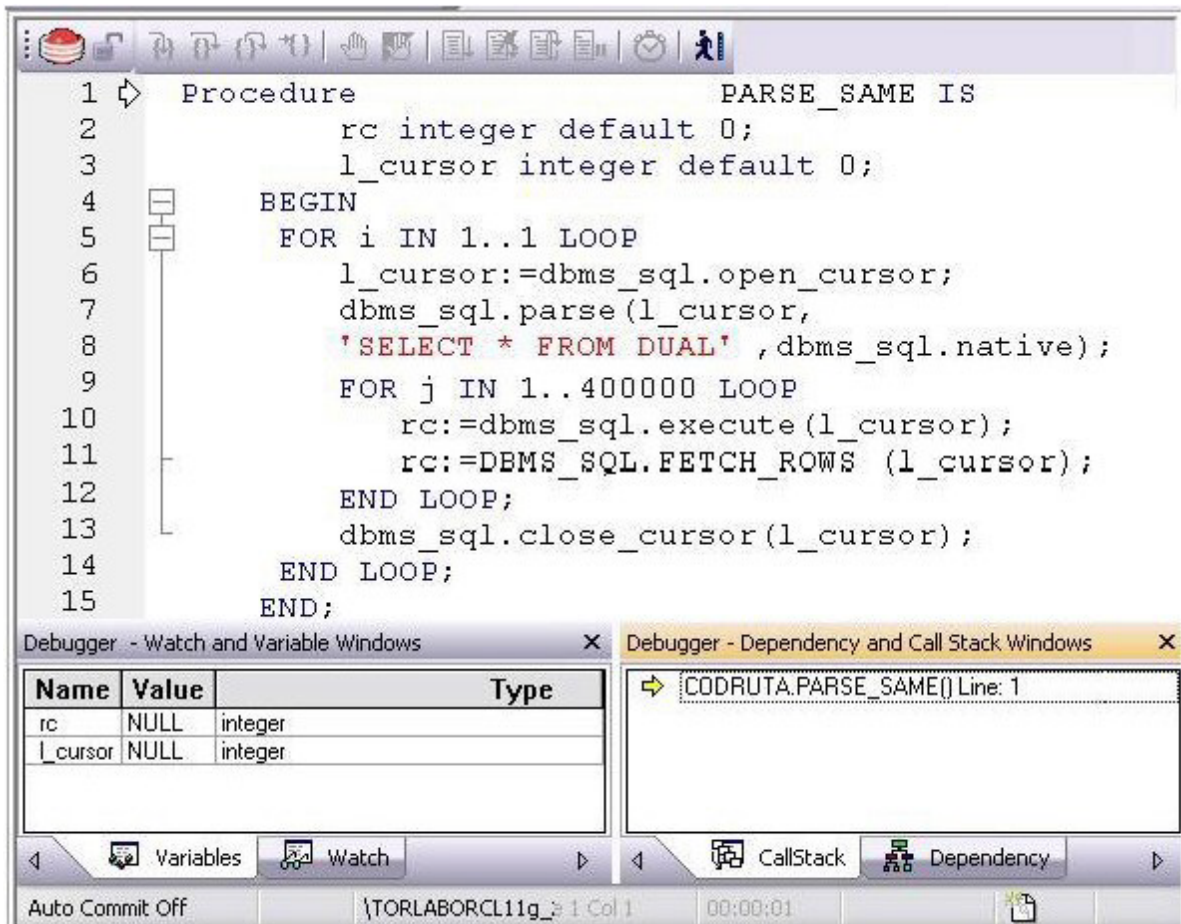 1 Procedure PARSE_SAME IS
2 rc integer default 0;
3 l_cursor integer default 0;
4 BEGIN
5 FOR i IN 1..1 LOOP
6 l_cursor:=dbms_sql.open_cursor;
7 dbms_sql.parse(l_cursor,
8 'SELECT * FROM DUAL' ,dbms_sql.native);
9 FOR j IN 1..400000 LOOP
10 rc:=dbms_sql.execute(l_cursor);
11 rc:=DBMS_SQL.FETCH_ROWS (l_cursor);
12 END LOOP;
13 dbms_sql.close_cursor(l_cursor);
14 END LOOP;
15 END;
Debugger - Watch and Variable Windows
Name Value Type
rc NULL integer
l_cursor NULL integer
Variables Watch
Debugger - Dependency and Call Stack Windows
CODRUTA.PARSE_SAME() Line: 1
CallStack Dependency
Auto Commit Off \TORLABORCL11g_ 1 Col 1 00:00:01